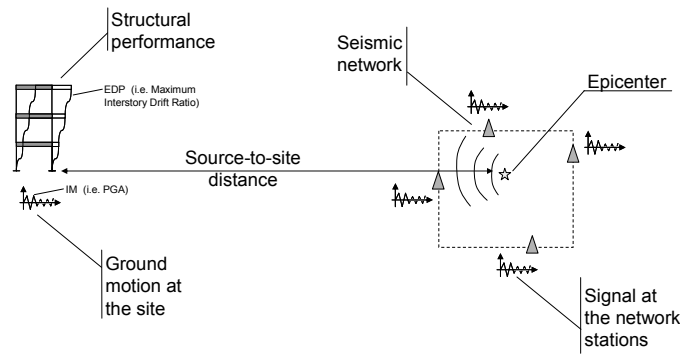 Structural
performance
EDP (i.e. Maximum
Interstory Drift Ratio)
Seismic
network
Epicenter
Source-to-site
distance
IM (i.e. PGA)
Ground
motion at
the site
Signal at
the network
stations